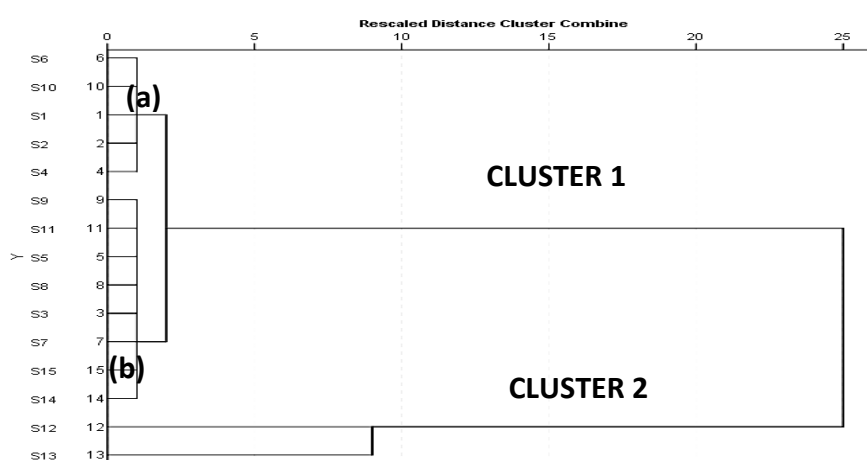 Rescaled Distance Cluster Combine
0 5 10 15 20 25
S6 6
S10 10
(a)
S1 1
S2 2
S4 4
CLUSTER 1
S9 9
S11 11
Y S5 5
S8 8
S3 3
S7 7
(b)
S15 15
CLUSTER 2
S14 14
S12 12
S13 13